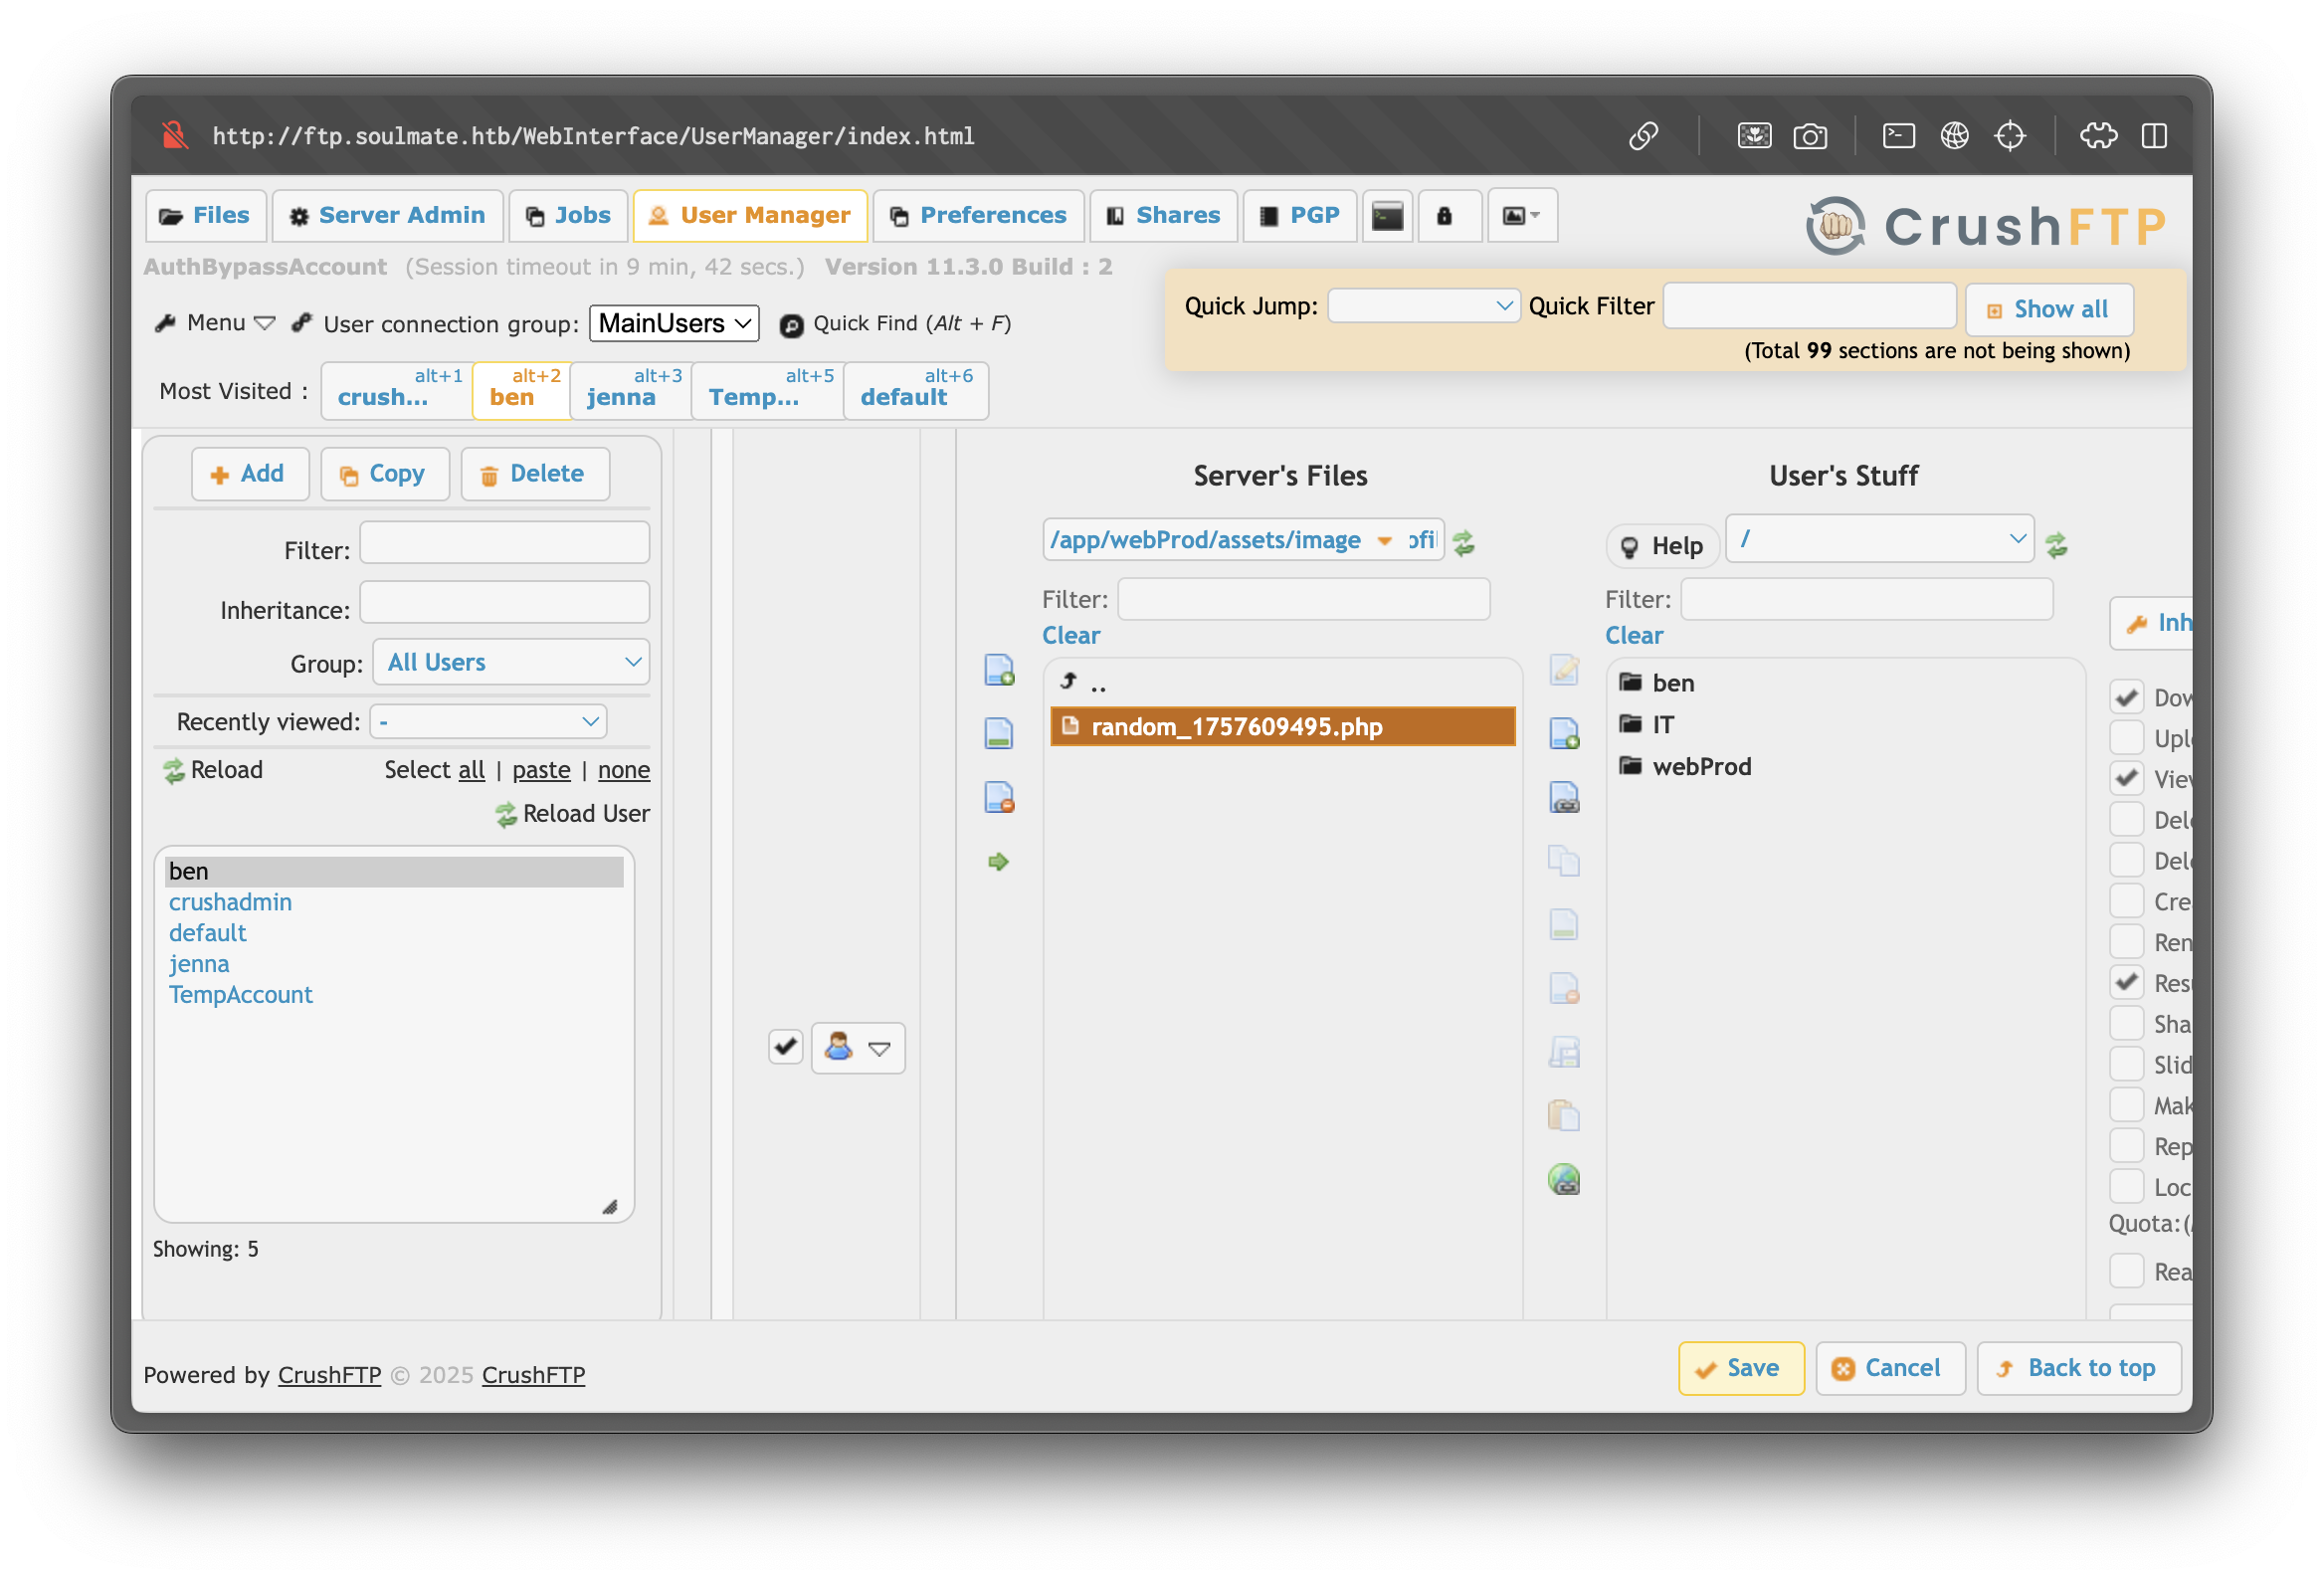 http://ftp.soulmate.htb/WebInterface/UserManager/index.html
Files
Server Admin
Jobs
User Manager
Preferences
Shares
PGP
CrushFTP
AuthBypassAccount (Session timeout in 9 min, 42 secs.) Version 11.3.0 Build : 2
Menu
User connection group: MainUsers
Quick Find (Alt + F)
Quick Jump:
Quick Filter
Show all
(Total 99 sections are not being shown)
Most Visited :
alt+1
crush...
alt+2
ben
alt+3
jenna
alt+5
Temp...
alt+6
default
Add
Copy
Delete
Filter:
Inheritance:
Group: All Users
Recently viewed: -
Reload
Select all | paste | none
Reload User
ben
crushadmin
default
jenna
TempAccount
Showing: 5
Server's Files
/app/webProd/assets/image
Filter:
Clear
..
random_1757609495.php
User's Stuff
Help
/
Filter:
Clear
ben
IT
webProd
Inh
Dow
Upl
Vie
Del
Del
Cre
Ren
Res
Sha
Slid
Mak
Rep
Loc
Quota:(
Rea
Powered by CrushFTP © 2025 CrushFTP
Save
Cancel
Back to top